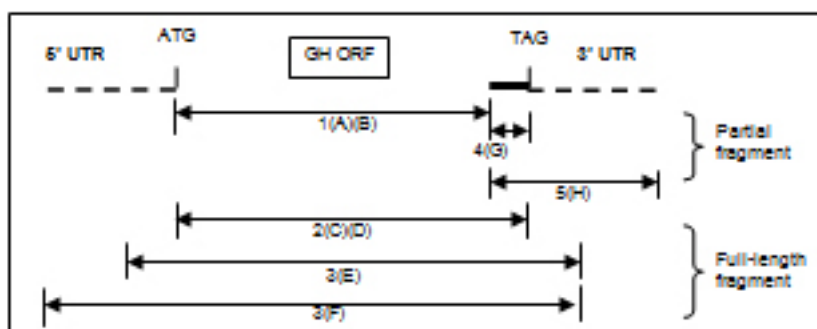 ATG
TAG
5" UTR
GH ORF
3" UTR
1(A)(B)
4(G)
Partial
fragment
5(H)
2(C)(D)
3(E)
Full-length
fragment
3(F)